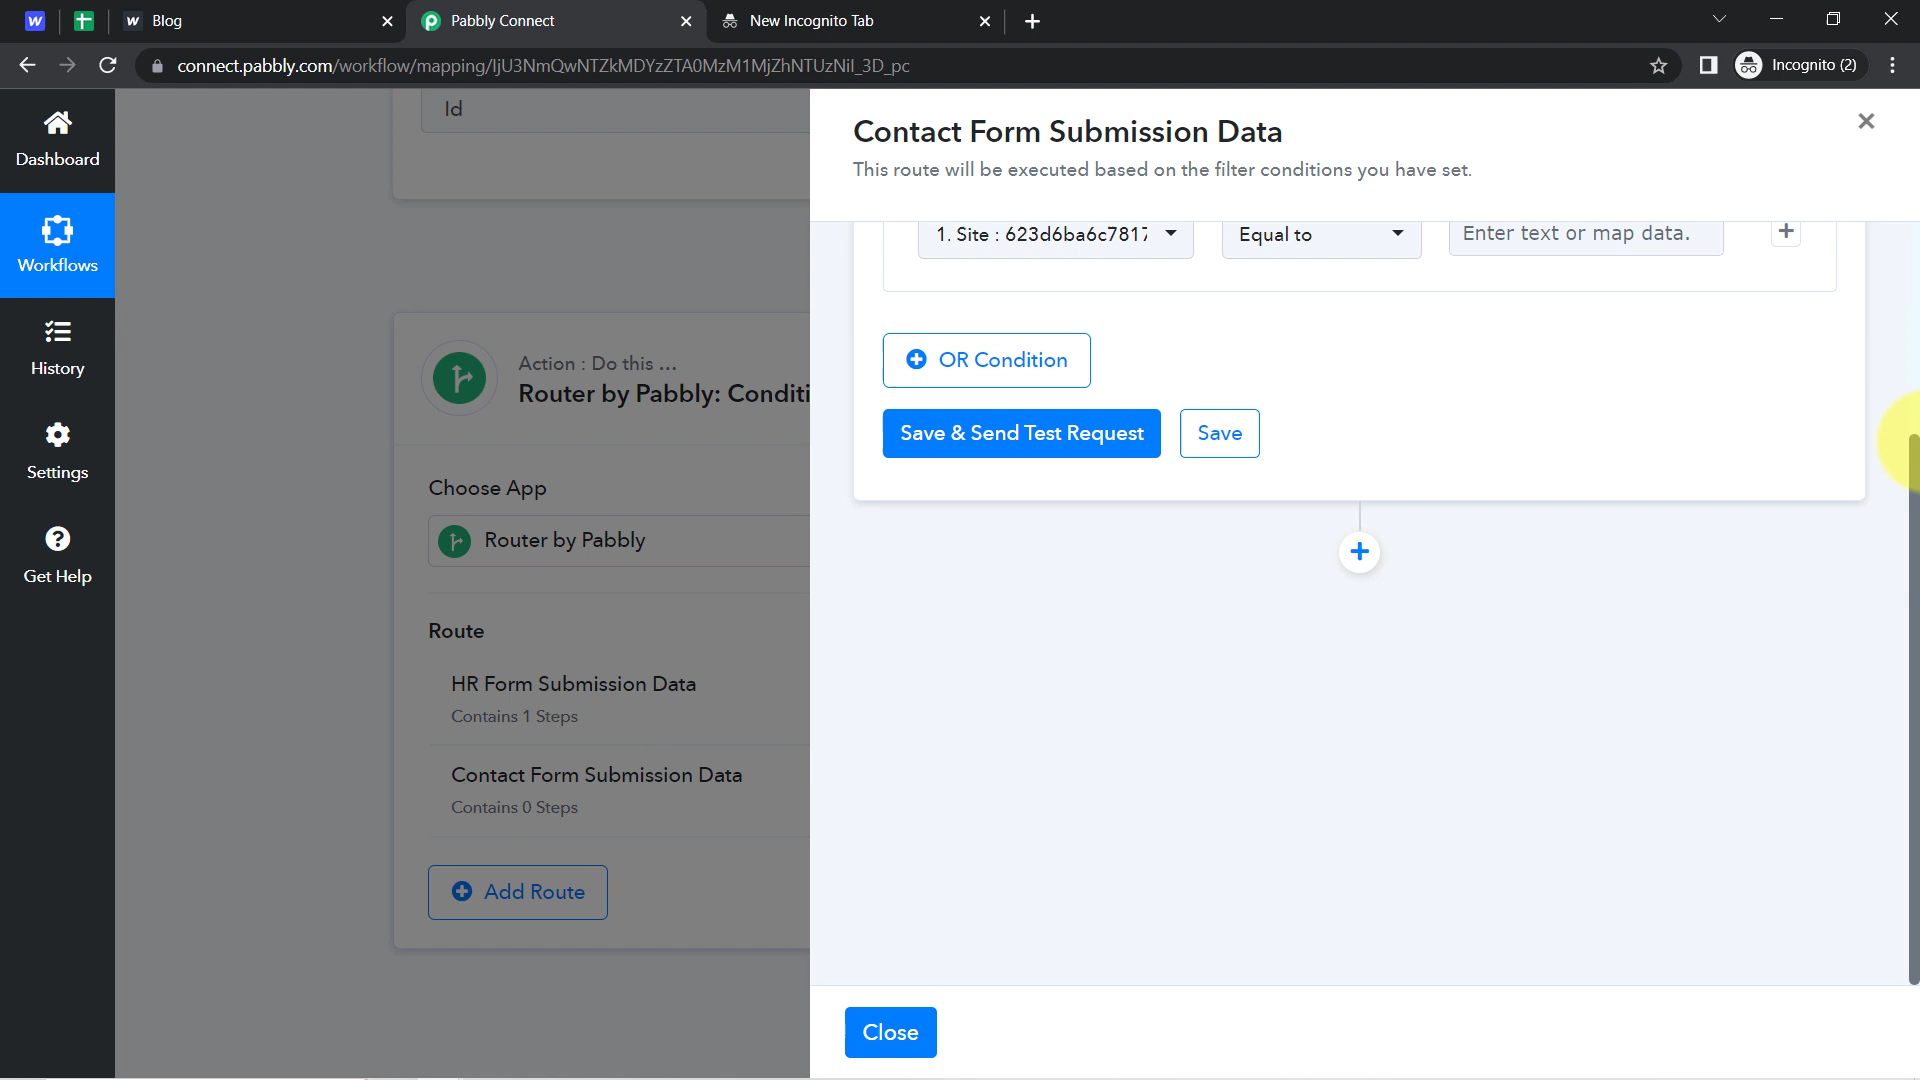 Blog
Pabbly Connect
New Incognito Tab
connect.pabbly.com/workflow/mapping/IjU3NmQwNTZkMDYzZTA0MzM1MjZhNTUzNiI_3D_pc
Incognito (2)
Dashboard
Workflows
History
Settings
Get Help
Id
Action : Do this ...
Router by Pabbly: Conditi
Choose App
Router by Pabbly
Route
HR Form Submission Data
Contains 1 Steps
Contact Form Submission Data
Contains 0 Steps
Add Route
Contact Form Submission Data
This route will be executed based on the filter conditions you have set.
1. Site : 623d6ba6c7817
Equal to
Enter text or map data.
OR Condition
Save & Send Test Request
Save
Close